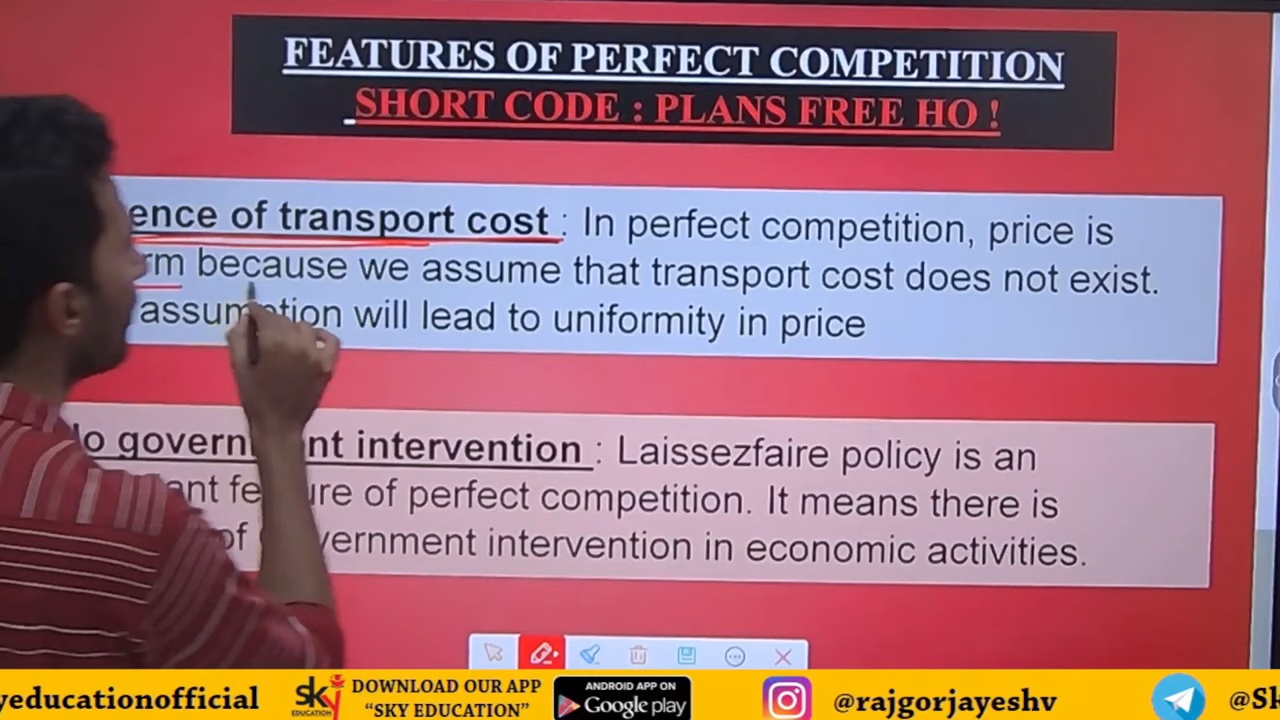 FEATURES OF PERFECT COMPETITION
SHORT CODE : PLANS FREE HO !
ence of transport cost : In perfect competition, price is
rm because we assume that transport cost does not exist.
assumption will lead to uniformity in price
No government intervention : Laissezfaire policy is an
ant feature of perfect competition. It means there is
of government intervention in economic activities.
yeducationofficial
sky EDUCATION
DOWNLOAD OUR APP
“SKY EDUCATION”
ANDROID APP ON
Google play
@rajgorjayeshv
@Sk